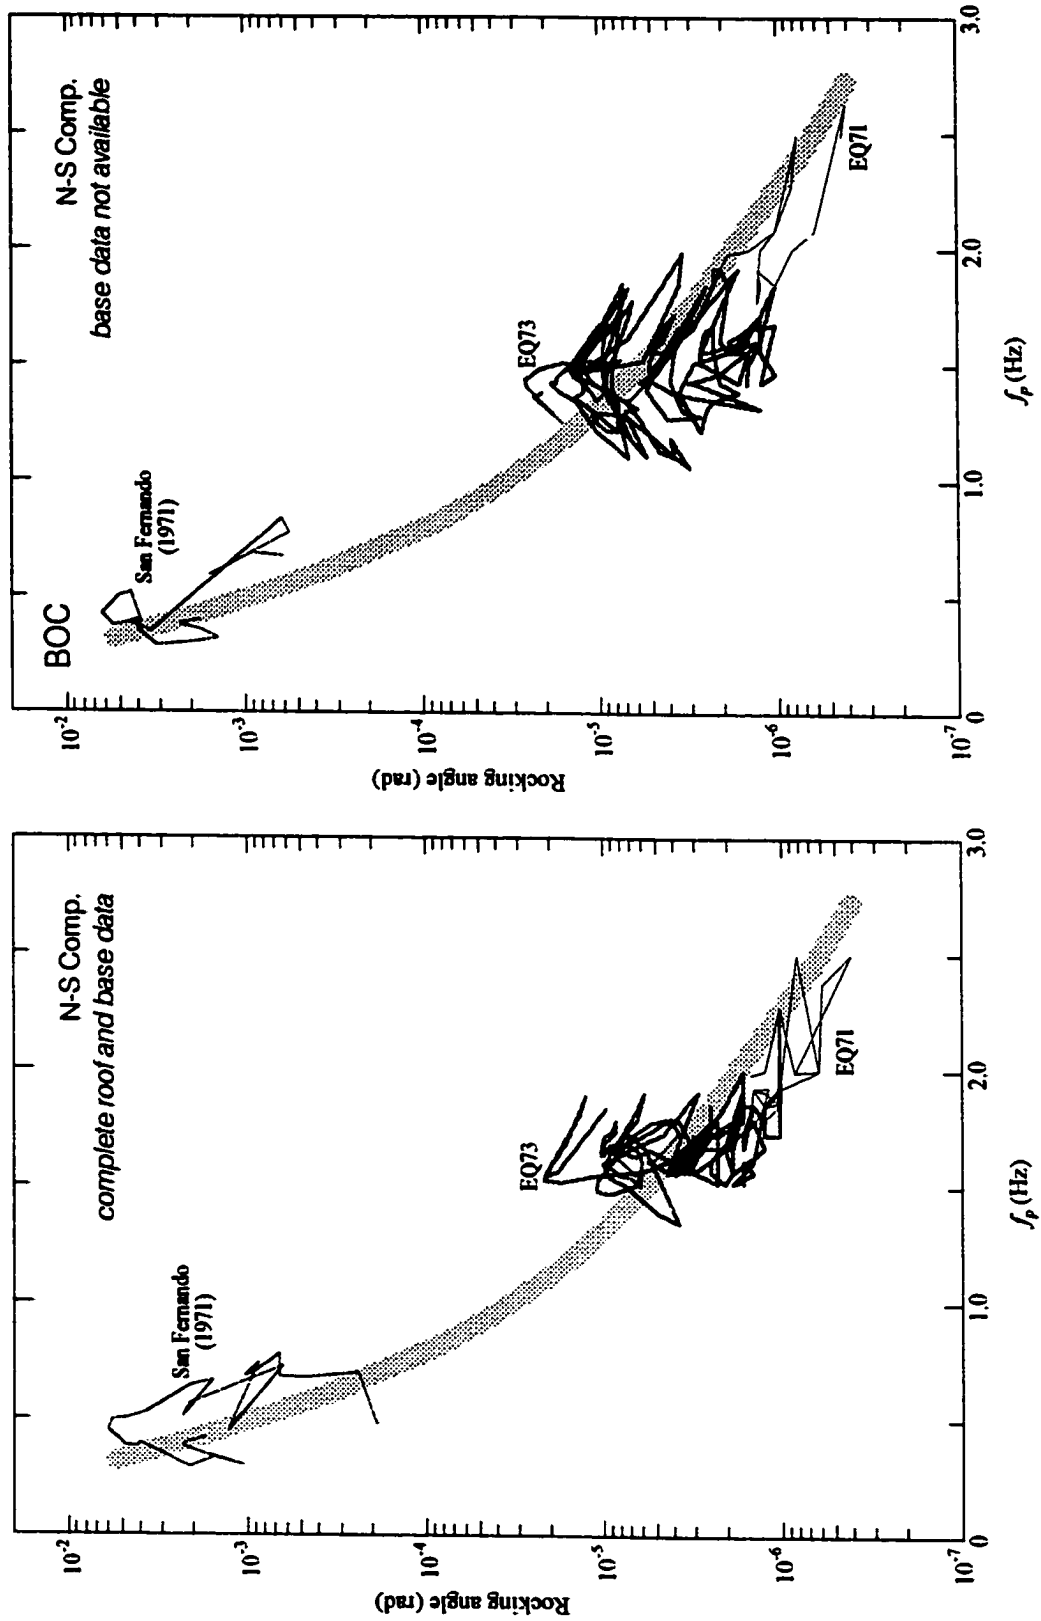 N-S Comp.
complete roof and base data
San Fernando
(1971)
EQ73
EQ71
Rocking angle (rad)
10-2
10-3
10-4
10-5
10-6
10-7
0
1.0
2.0
3.0
fp (Hz)
BOC
N-S Comp.
base data not available
San Fernando
(1971)
EQ73
EQ71
Rocking angle (rad)
10-2
10-3
10-4
10-5
10-6
10-7
0
1.0
2.0
3.0
fp (Hz)